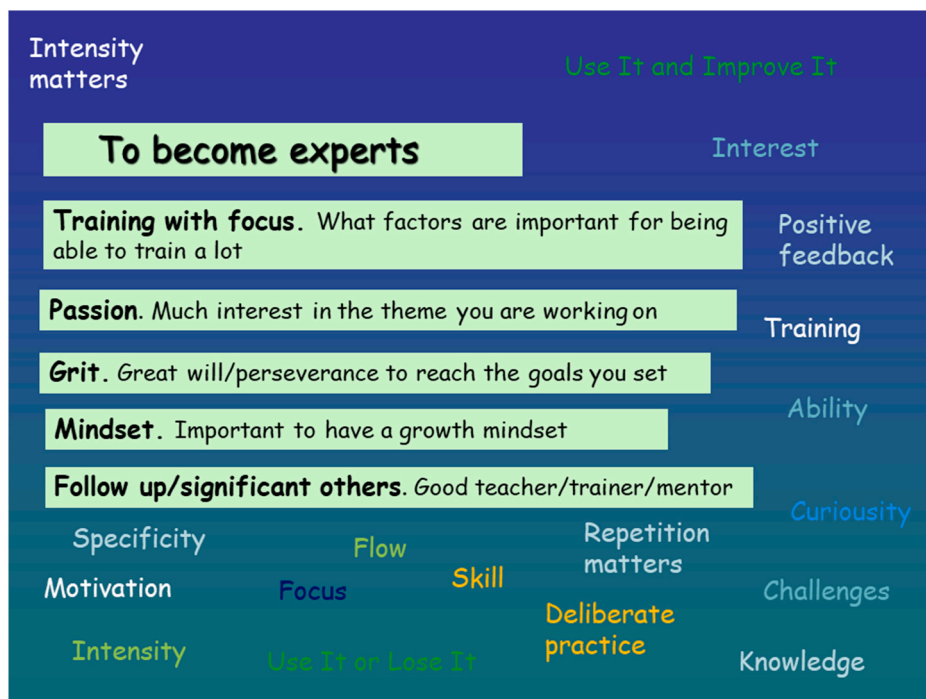 Intensity
matters
Use It and Improve It
To become experts
Interest
Training with focus. What factors are important for being
able to train a lot
Positive
feedback
Passion. Much interest in the theme you are working on
Training
Grit. Great will/perseverance to reach the goals you set
Ability
Mindset. Important to have a growth mindset
Follow up/significant others. Good teacher/trainer/mentor
Curiousity
Specificity
Flow
Repetition
matters
Motivation
Focus
Skill
Challenges
Deliberate
practice
Intensity
Use It or Lose It
Knowledge